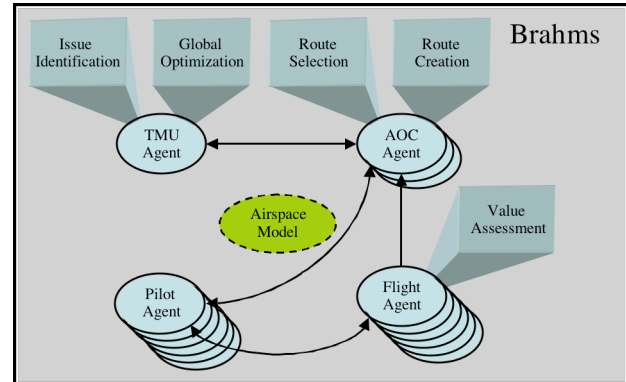 Brahms
Issue
Identification
Global
Optimization
Route
Selection
Route
Creation
TMU
Agent
AOC
Agent
Airspace
Model
Value
Assessment
Pilot
Agent
Flight
Agent